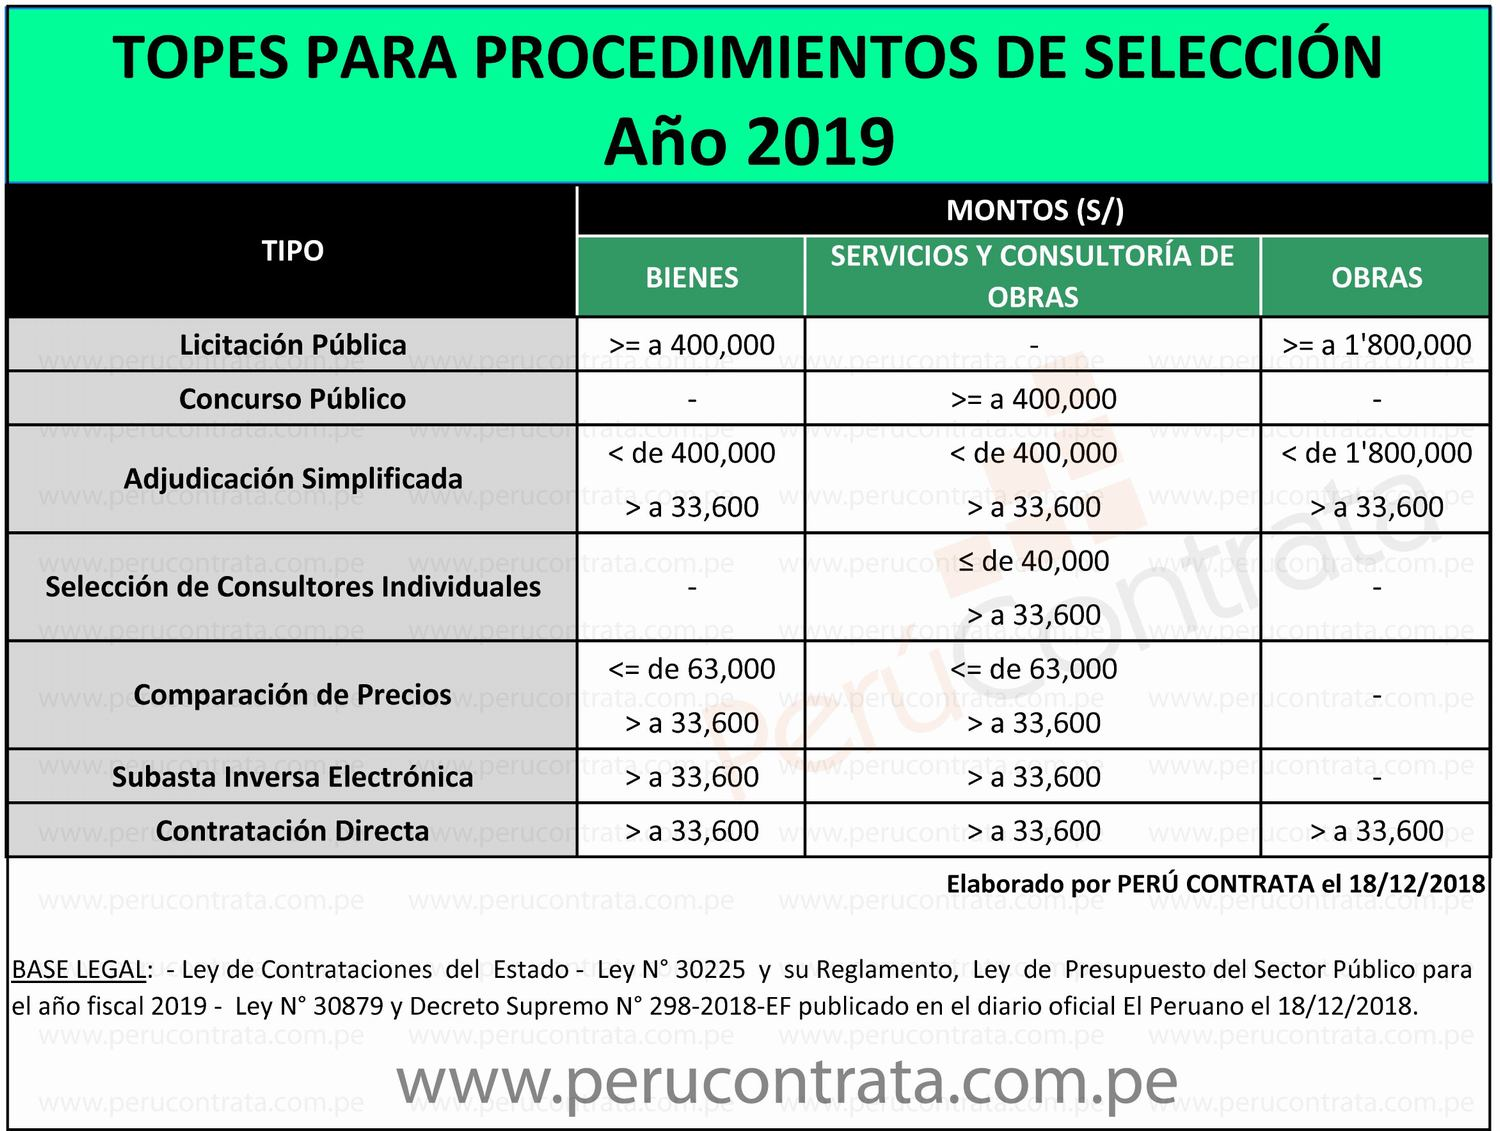 TOPES PARA PROCEDIMIENTOS DE SELECCIÓN
Año 2019
TIPO
MONTOS (S/)
BIENES
SERVICIOS Y CONSULTORÍA DE
OBRAS
OBRAS
Licitación Pública
>= a 400,000
-
>= a 1'800,000
Concurso Público
-
>= a 400,000
-
Adjudicación Simplificada
< de 400,000
> a 33,600
< de 400,000
> a 33,600
< de 1'800,000
> a 33,600
Selección de Consultores Individuales
-
≤ de 40,000
> a 33,600
-
Comparación de Precios
<= de 63,000
> a 33,600
<= de 63,000
> a 33,600
-
Subasta Inversa Electrónica
> a 33,600
> a 33,600
-
Contratación Directa
> a 33,600
> a 33,600
> a 33,600
PerúContrata
Elaborado por PERÚ CONTRATA el 18/12/2018
BASE LEGAL: - Ley de Contrataciones del Estado - Ley N° 30225 y su Reglamento, Ley de Presupuesto del Sector Público para
el año fiscal 2019 - Ley N° 30879 y Decreto Supremo N° 298-2018-EF publicado en el diario oficial El Peruano el 18/12/2018.
www.perucontrata.com.pe